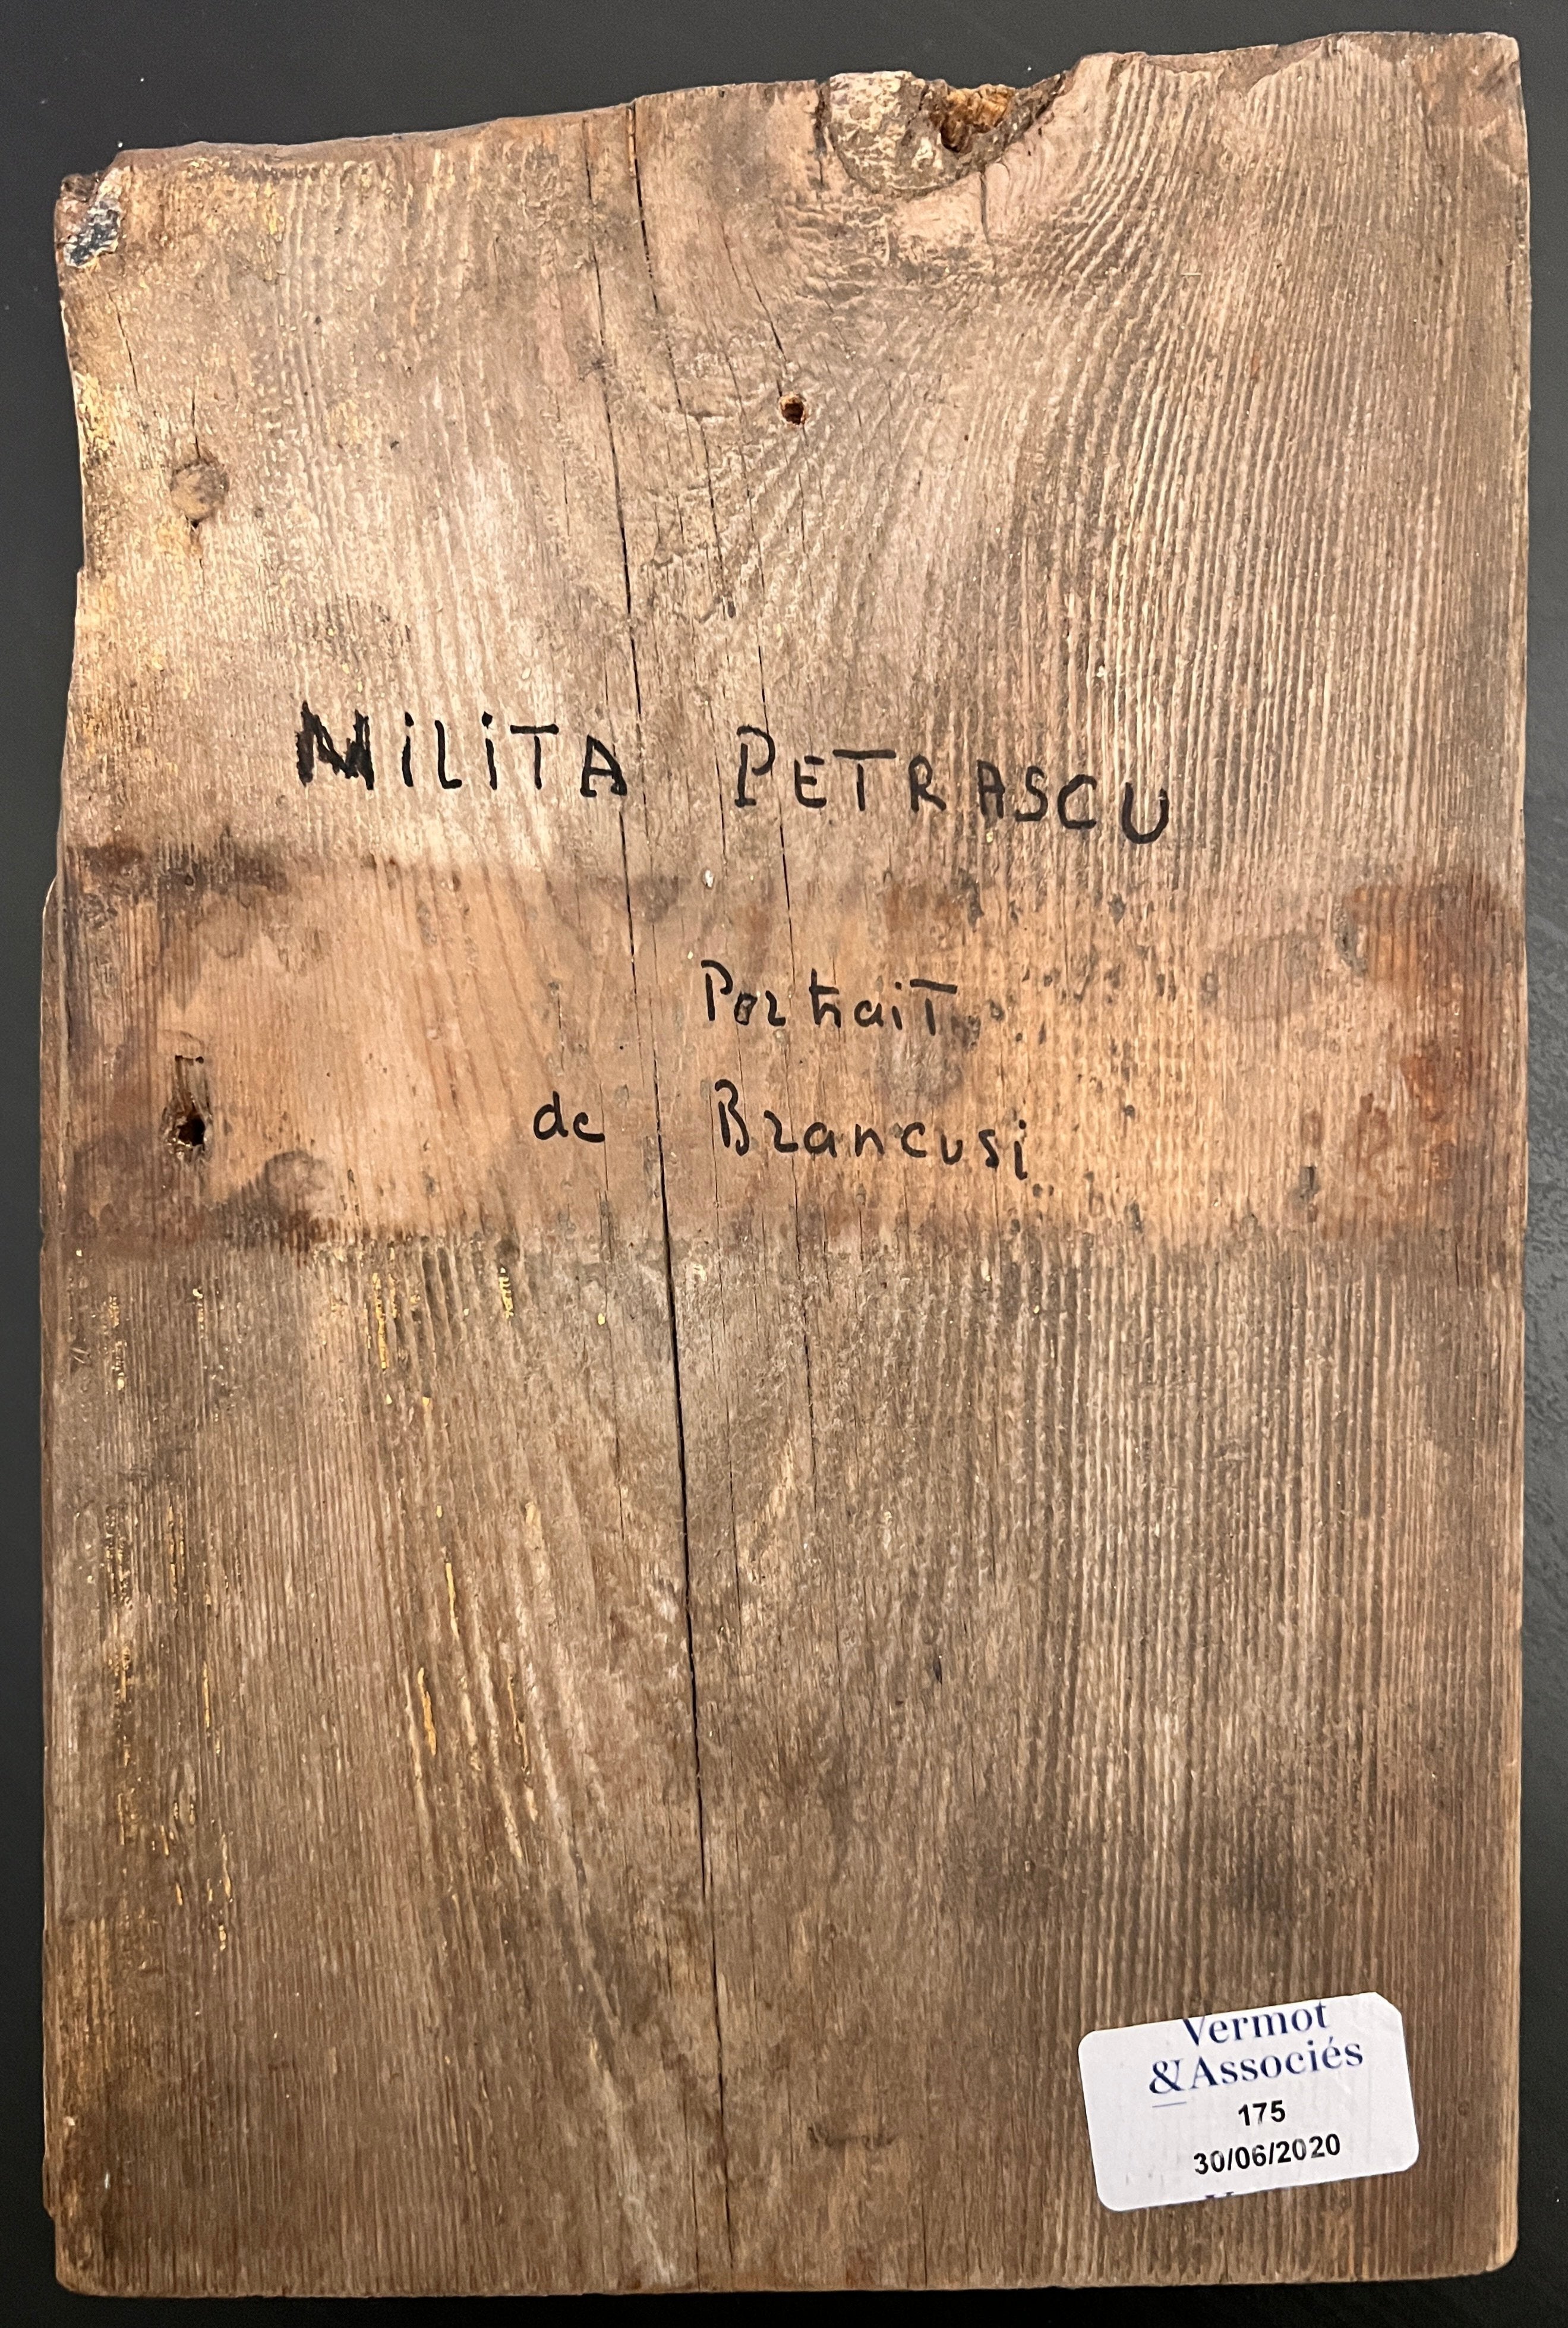 MiLiTA PETRASCU
PortraiT
de Brancusi
Vermot
&Associés
175
30/06/2020